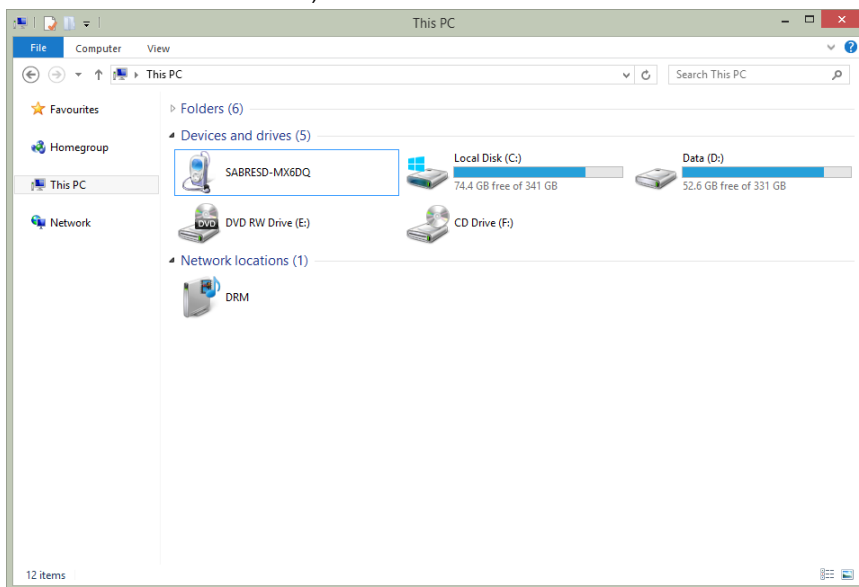 This PC
File Computer View
This PC
Search This PC
Favourites
Homegroup
This PC
Network
Folders (6)
Devices and drives (5)
SABRESD-MX6DQ
Local Disk (C:)
74.4 GB free of 341 GB
Data (D:)
52.6 GB free of 331 GB
DVD
DVD RW Drive (E:)
CD Drive (F:)
Network locations (1)
DRM
12 items